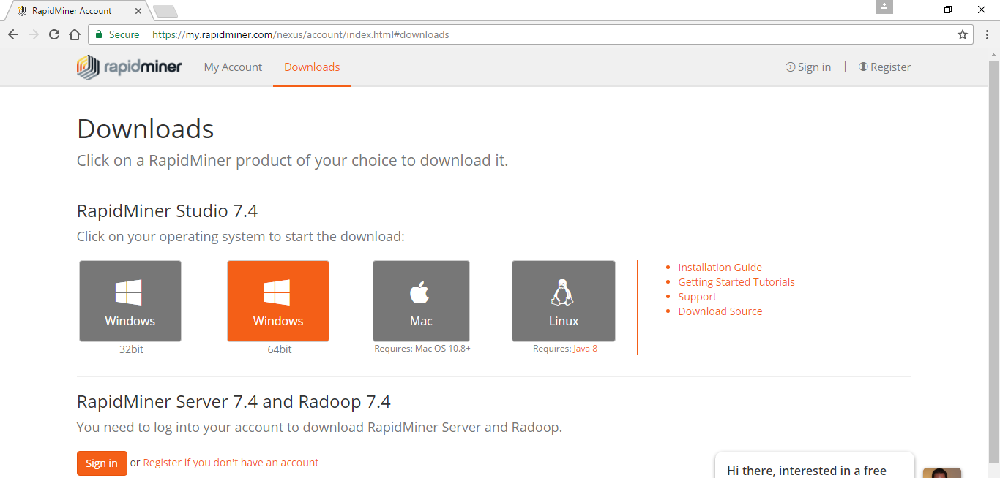 RapidMiner Account
Secure https://my.rapidminer.com/nexus/account/index.html#downloads
rapidminer My Account Downloads Sign in | Register
Downloads
Click on a RapidMiner product of your choice to download it.
RapidMiner Studio 7.4
Click on your operating system to start the download:
Windows Windows Mac Linux
32bit 64bit Requires: Mac OS 10.8+ Requires: Java 8
Installation Guide
Getting Started Tutorials
Support
Download Source
RapidMiner Server 7.4 and Radoop 7.4
You need to log into your account to download RapidMiner Server and Radoop.
Sign in or Register if you don't have an account
Hi there, interested in a free